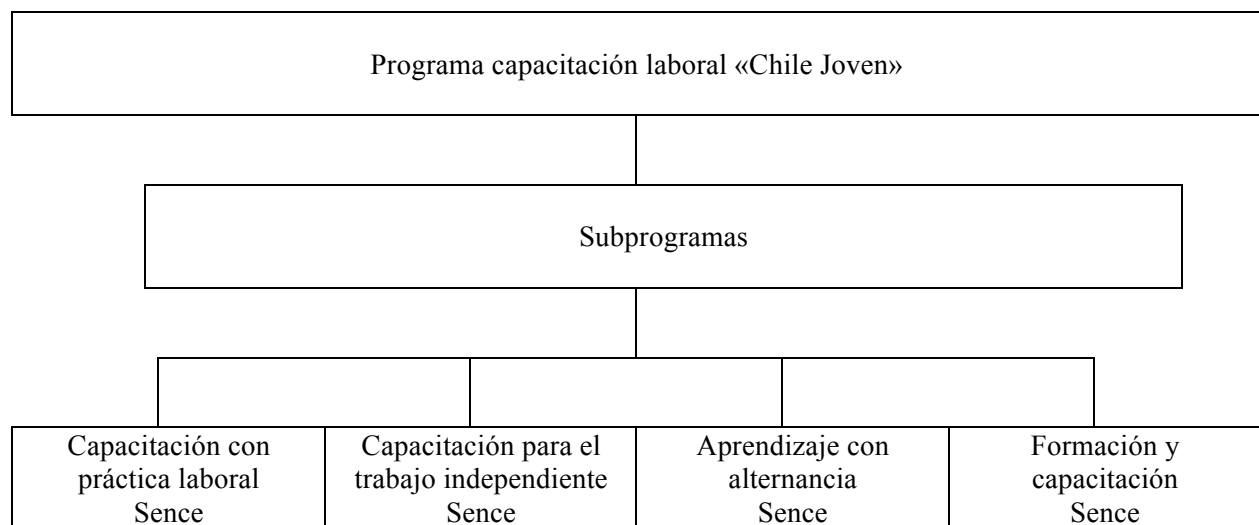 Programa capacitación laboral «Chile Joven»
Subprogramas
Capacitación con
práctica laboral
Sence
Capacitación para el
trabajo independiente
Sence
Aprendizaje con
alternancia
Sence
Formación y
capacitación
Sence